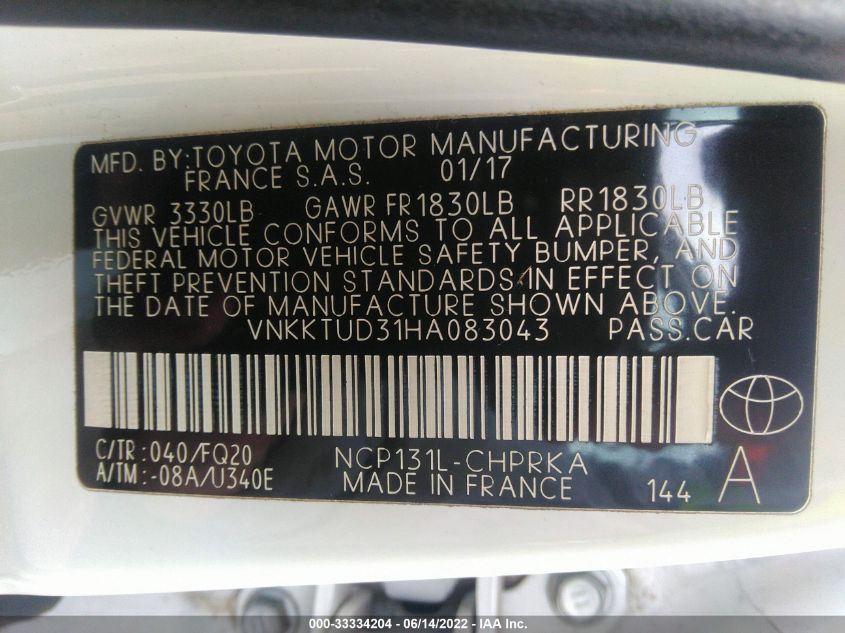 MFD. BY:TOYOTA MOTOR MANUFACTURING
FRANCE S.A.S. 01/17
GVWR 3330LB GAWR FR1830LB RR1830LB
THIS VEHICLE CONFORMS TO ALL APPLICABLE
FEDERAL MOTOR VEHICLE SAFETY BUMPER, AND
THEFT PREVENTION STANDARDS IN EFFECT ON
THE DATE OF MANUFACTURE SHOWN ABOVE.
VNKKTUD31HA083043 PASS.CAR
C/TR:040/FQ20 NCP131L-CHPRKA A
A/TM:-08A/U340E MADE IN FRANCE 144
000-33334204 - 06/14/2022 - IAA Inc.